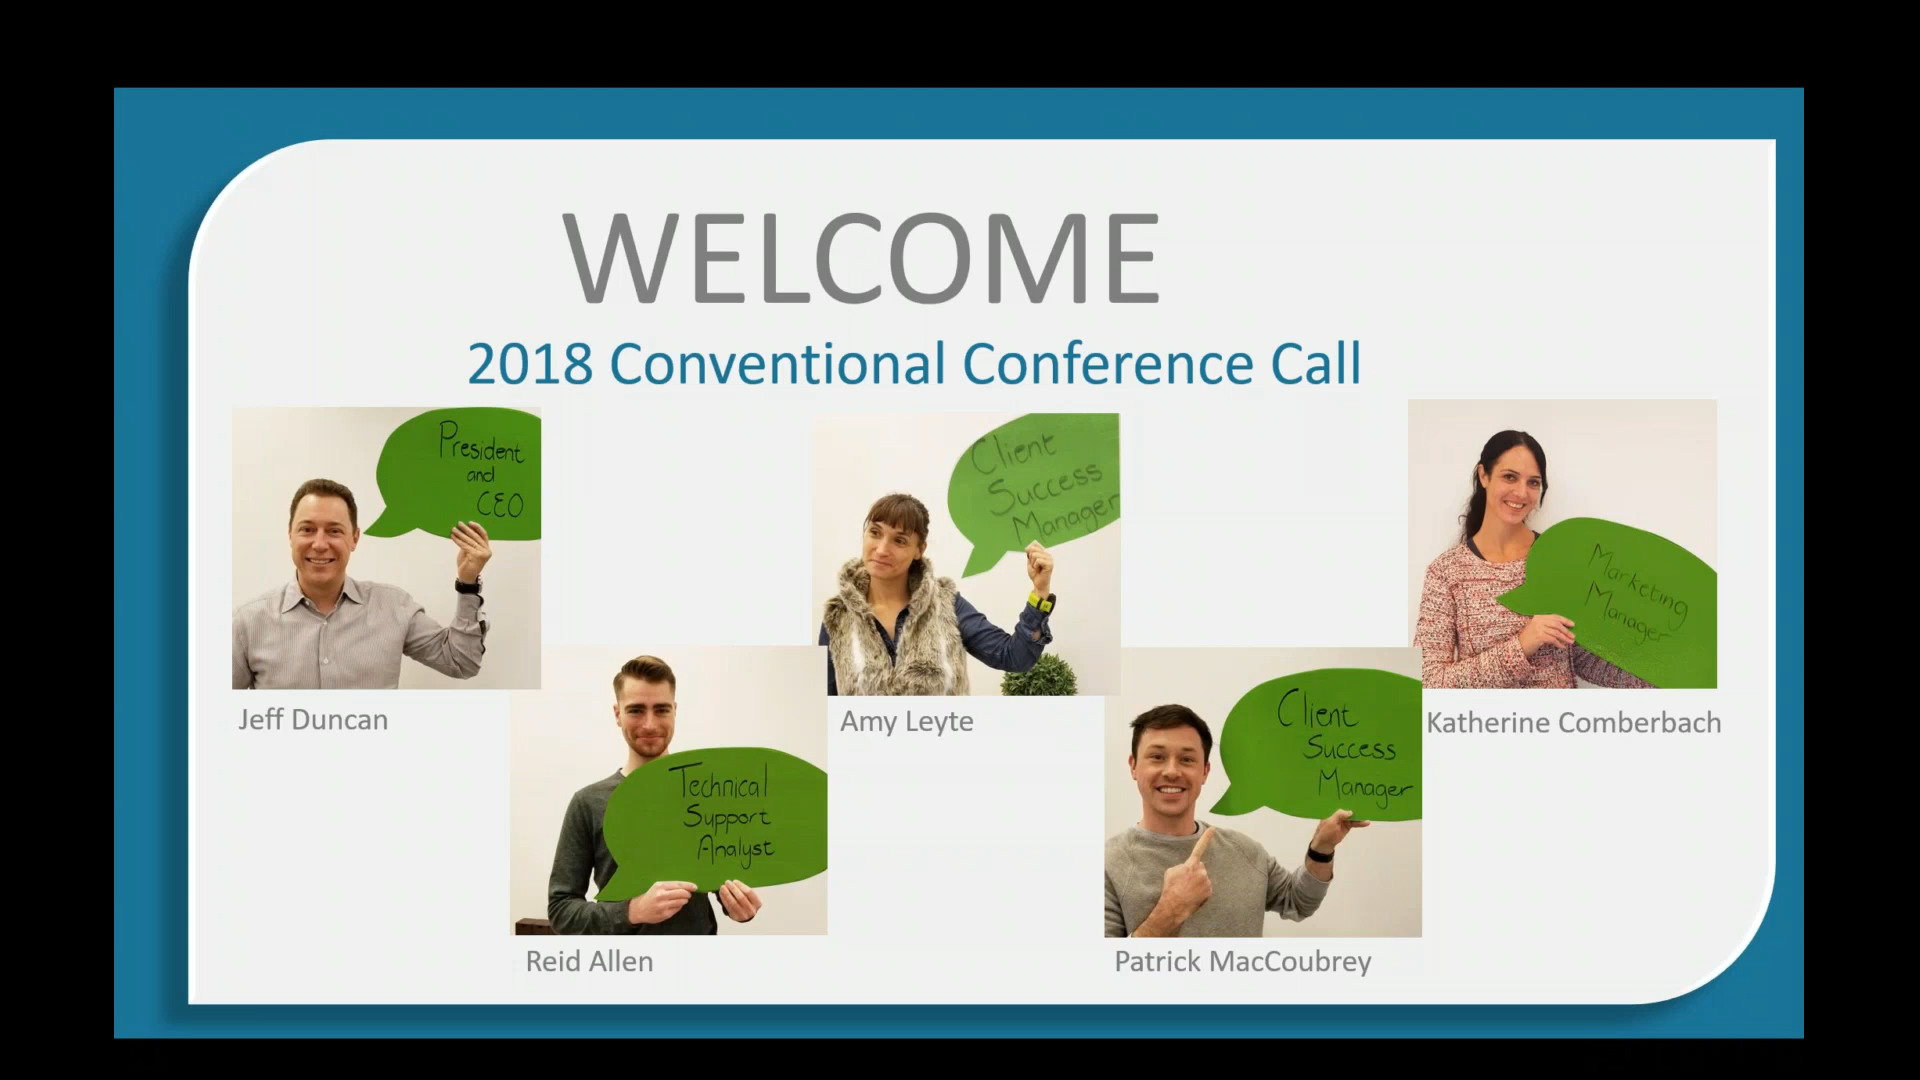 WELCOME
2018 Conventional Conference Call
President
and
CEO
Jeff Duncan
Technical
Support
Analyst
Reid Allen
Client
Success
Manager
Amy Leyte
Client
Success
Manager
Patrick MacCoubrey
Marketing
Manager
Katherine Comberbach